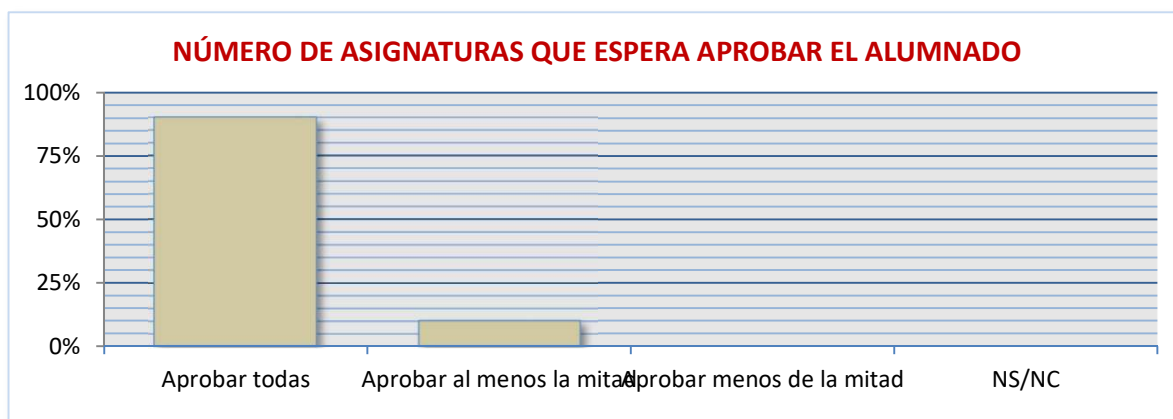 NÚMERO DE ASIGNATURAS QUE ESPERA APROBAR EL ALUMNADO
100%
75%
50%
25%
0%
Aprobar todas
Aprobar al menos la mitad
Aprobar menos de la mitad
NS/NC